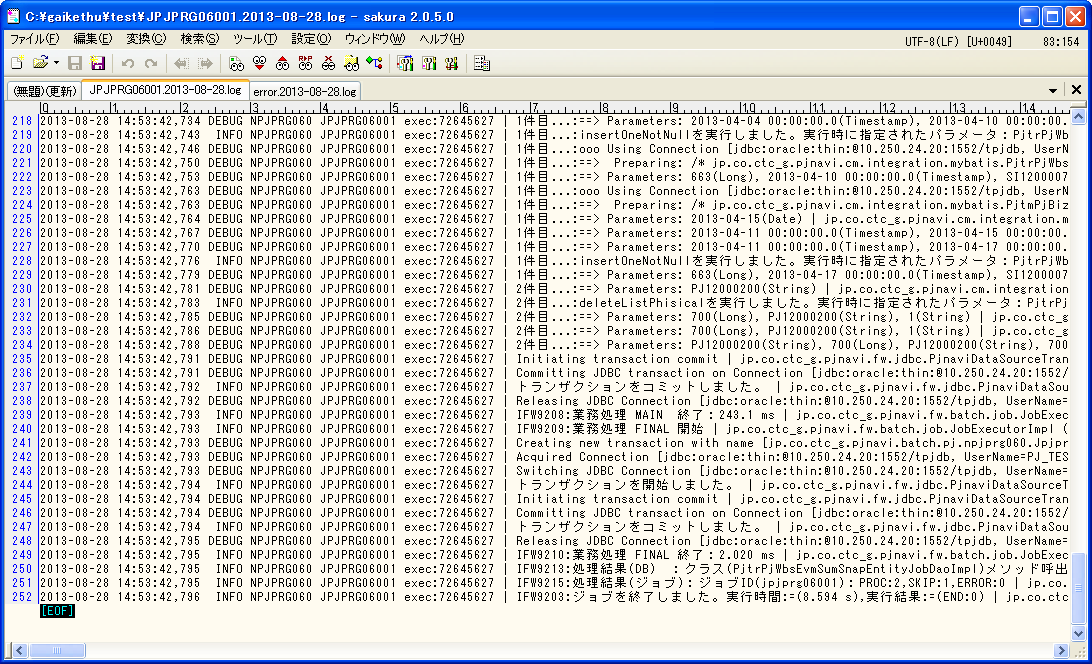 C:¥gaikethu¥test¥JPJPRG06001.2013-08-28.log - sakura 2.0.5.0
ファイル(F) 編集(E) 変換(C) 検索(S) ツール(T) 設定(O) ウィンドウ(W) ヘルプ(H) UTF-8(LF) [U+0049] 83:154
(無題)(更新) JPJPRG06001.2013-08-28.log error.2013-08-28.log
0 1 2 3 4 5 6 7 8 9 10 11 12 13 14
218 2013-08-28 14:53:42,734 DEBUG NPJPRG060 JPJPRG06001 exec:72645627 | 1件目...:==> Parameters: 2013-04-04 00:00:00.0(Timestamp), 2013-04-10 00:00:00.
219 2013-08-28 14:53:42,743 INFO NPJPRG060 JPJPRG06001 exec:72645627 | 1件目...:insertOneNotNullを実行しました。実行時に指定されたパラメータ：PjtrPjWb
220 2013-08-28 14:53:42,746 DEBUG NPJPRG060 JPJPRG06001 exec:72645627 | 1件目...:ooo Using Connection [jdbc:oracle:thin:@10.250.24.20:1552/tpjdb, UserN
221 2013-08-28 14:53:42,750 DEBUG NPJPRG060 JPJPRG06001 exec:72645627 | 1件目...:==> Preparing: /* jp.co.ctc_g.pjnavi.cm.integration.mybatis.PjtrPjWbs
222 2013-08-28 14:53:42,753 DEBUG NPJPRG060 JPJPRG06001 exec:72645627 | 1件目...:==> Parameters: 663(Long), 2013-04-10 00:00:00.0(Timestamp), SI1200007
223 2013-08-28 14:53:42,763 DEBUG NPJPRG060 JPJPRG06001 exec:72645627 | 1件目...:ooo Using Connection [jdbc:oracle:thin:@10.250.24.20:1552/tpjdb, UserN
224 2013-08-28 14:53:42,763 DEBUG NPJPRG060 JPJPRG06001 exec:72645627 | 1件目...:==> Preparing: /* jp.co.ctc_g.pjnavi.cm.integration.mybatis.PjtmPjBiz
225 2013-08-28 14:53:42,764 DEBUG NPJPRG060 JPJPRG06001 exec:72645627 | 1件目...:==> Parameters: 2013-04-15(Date) | jp.co.ctc_g.pjnavi.cm.integration.m
226 2013-08-28 14:53:42,767 DEBUG NPJPRG060 JPJPRG06001 exec:72645627 | 1件目...:==> Parameters: 2013-04-11 00:00:00.0(Timestamp), 2013-04-15 00:00:00.
227 2013-08-28 14:53:42,770 DEBUG NPJPRG060 JPJPRG06001 exec:72645627 | 1件目...:==> Parameters: 2013-04-11 00:00:00.0(Timestamp), 2013-04-17 00:00:00.
228 2013-08-28 14:53:42,776 INFO NPJPRG060 JPJPRG06001 exec:72645627 | 1件目...:insertOneNotNullを実行しました。実行時に指定されたパラメータ：PjtrPjWb
229 2013-08-28 14:53:42,779 DEBUG NPJPRG060 JPJPRG06001 exec:72645627 | 1件目...:==> Parameters: 663(Long), 2013-04-17 00:00:00.0(Timestamp), SI1200007
230 2013-08-28 14:53:42,781 DEBUG NPJPRG060 JPJPRG06001 exec:72645627 | 1件目...:==> Parameters: PJ12000200(String) | jp.co.ctc_g.pjnavi.cm.integration
231 2013-08-28 14:53:42,783 INFO NPJPRG060 JPJPRG06001 exec:72645627 | 2件目...:deleteListPhisicalを実行しました。実行時に指定されたパラメータ：PjtrPj
232 2013-08-28 14:53:42,785 DEBUG NPJPRG060 JPJPRG06001 exec:72645627 | 2件目...:==> Parameters: 700(Long), PJ12000200(String), 1(String) | jp.co.ctc_g
233 2013-08-28 14:53:42,786 DEBUG NPJPRG060 JPJPRG06001 exec:72645627 | 2件目...:==> Parameters: 700(Long), PJ12000200(String), 1(String) | jp.co.ctc_g
234 2013-08-28 14:53:42,788 DEBUG NPJPRG060 JPJPRG06001 exec:72645627 | 2件目...:==> Parameters: PJ12000200(String), 700(Long), PJ12000200(String), 700
235 2013-08-28 14:53:42,791 DEBUG NPJPRG060 JPJPRG06001 exec:72645627 | Initiating transaction commit | jp.co.ctc_g.pjnavi.fw.jdbc.PjnaviDataSourceTran
236 2013-08-28 14:53:42,791 DEBUG NPJPRG060 JPJPRG06001 exec:72645627 | Committing JDBC transaction on Connection [jdbc:oracle:thin:@10.250.24.20:1552/
237 2013-08-28 14:53:42,792 INFO NPJPRG060 JPJPRG06001 exec:72645627 | トランザクションをコミットしました。 | jp.co.ctc_g.pjnavi.fw.jdbc.PjnaviDataSou
238 2013-08-28 14:53:42,792 DEBUG NPJPRG060 JPJPRG06001 exec:72645627 | Releasing JDBC Connection [jdbc:oracle:thin:@10.250.24.20:1552/tpjdb, UserName=
239 2013-08-28 14:53:42,793 INFO NPJPRG060 JPJPRG06001 exec:72645627 | IFW9208:業務処理 MAIN 終了：243.1 ms | jp.co.ctc_g.pjnavi.fw.batch.job.JobExec
240 2013-08-28 14:53:42,793 INFO NPJPRG060 JPJPRG06001 exec:72645627 | IFW9209:業務処理 FINAL 開始 | jp.co.ctc_g.pjnavi.fw.batch.job.JobExecutorImpl (
241 2013-08-28 14:53:42,793 DEBUG NPJPRG060 JPJPRG06001 exec:72645627 | Creating new transaction with name [jp.co.ctc_g.pjnavi.batch.pj.npjprg060.Jpjpr
242 2013-08-28 14:53:42,793 DEBUG NPJPRG060 JPJPRG06001 exec:72645627 | Acquired Connection [jdbc:oracle:thin:@10.250.24.20:1552/tpjdb, UserName=PJ_TES
243 2013-08-28 14:53:42,793 DEBUG NPJPRG060 JPJPRG06001 exec:72645627 | Switching JDBC Connection [jdbc:oracle:thin:@10.250.24.20:1552/tpjdb, UserName=
244 2013-08-28 14:53:42,794 INFO NPJPRG060 JPJPRG06001 exec:72645627 | トランザクションを開始しました。 | jp.co.ctc_g.pjnavi.fw.jdbc.PjnaviDataSourceT
245 2013-08-28 14:53:42,794 DEBUG NPJPRG060 JPJPRG06001 exec:72645627 | Initiating transaction commit | jp.co.ctc_g.pjnavi.fw.jdbc.PjnaviDataSourceTran
246 2013-08-28 14:53:42,794 DEBUG NPJPRG060 JPJPRG06001 exec:72645627 | Committing JDBC transaction on Connection [jdbc:oracle:thin:@10.250.24.20:1552/
247 2013-08-28 14:53:42,794 INFO NPJPRG060 JPJPRG06001 exec:72645627 | トランザクションをコミットしました。 | jp.co.ctc_g.pjnavi.fw.jdbc.PjnaviDataSou
248 2013-08-28 14:53:42,795 DEBUG NPJPRG060 JPJPRG06001 exec:72645627 | Releasing JDBC Connection [jdbc:oracle:thin:@10.250.24.20:1552/tpjdb, UserName=
249 2013-08-28 14:53:42,795 INFO NPJPRG060 JPJPRG06001 exec:72645627 | IFW9210:業務処理 FINAL 終了：2.020 ms | jp.co.ctc_g.pjnavi.fw.batch.job.JobExec
250 2013-08-28 14:53:42,795 INFO NPJPRG060 JPJPRG06001 exec:72645627 | IFW9213:処理結果(DB) ：クラス(PjtrPjWbsEvmSumSnapEntityJobDaoImpl)メソッド呼出
251 2013-08-28 14:53:42,795 INFO NPJPRG060 JPJPRG06001 exec:72645627 | IFW9215:処理結果(ジョブ)：ジョブID(jpjprg06001)：PROC:2,SKIP:1,ERROR:0 | jp.co.
252 2013-08-28 14:53:42,796 INFO NPJPRG060 JPJPRG06001 exec:72645627 | IFW9203:ジョブを終了しました。実行時間:=(8.594 s),実行結果:=(END:0) | jp.co.ctc
[EOF]